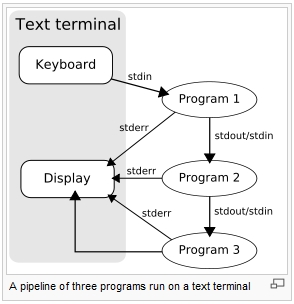 Text terminal
Keyboard
stdin
Program 1
stderr
stdout/stdin
Display
stderr
Program 2
stdout/stdin
stderr
Program 3
A pipeline of three programs run on a text terminal